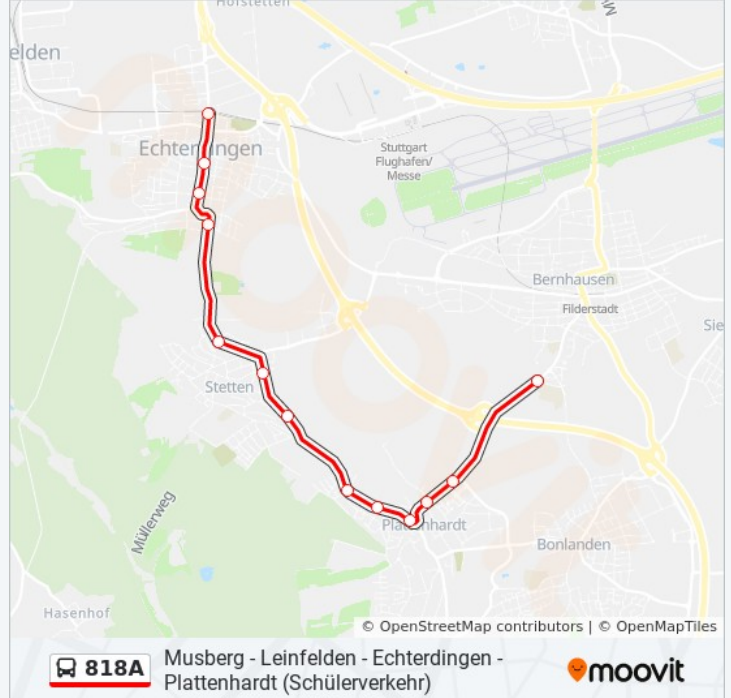 Hofstetten
elden
M
Echterdingen
Stuttgart
Flughafen/
Messe
Bernhausen
Filderstadt
Sie
Stetten
Plattenhardt
Müllerweg
Bonlanden
Hasenhof
© OpenStreetMap contributors | © OpenMapTiles
818A
Musberg - Leinfelden - Echterdingen -
Plattenhardt (Schülerverkehr)
moovit